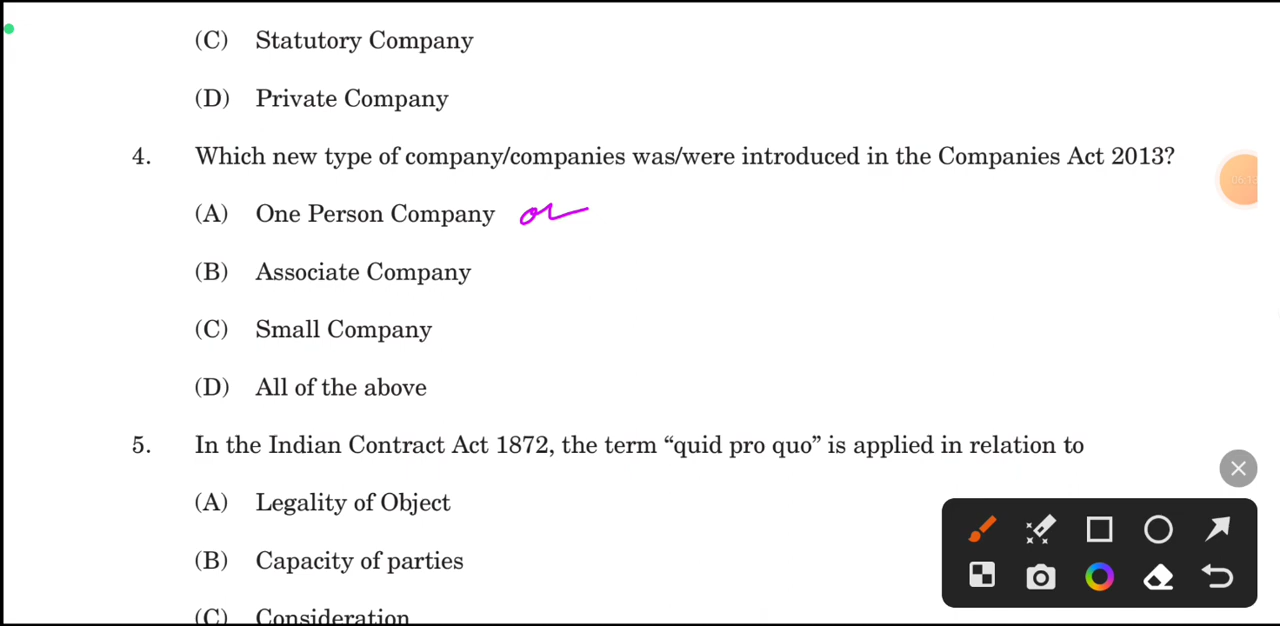 (C) Statutory Company
(D) Private Company
4. Which new type of company/companies was/were introduced in the Companies Act 2013?
(A) One Person Company
(B) Associate Company
(C) Small Company
(D) All of the above
5. In the Indian Contract Act 1872, the term “quid pro quo” is applied in relation to
(A) Legality of Object
(B) Capacity of parties
(C) Consideration